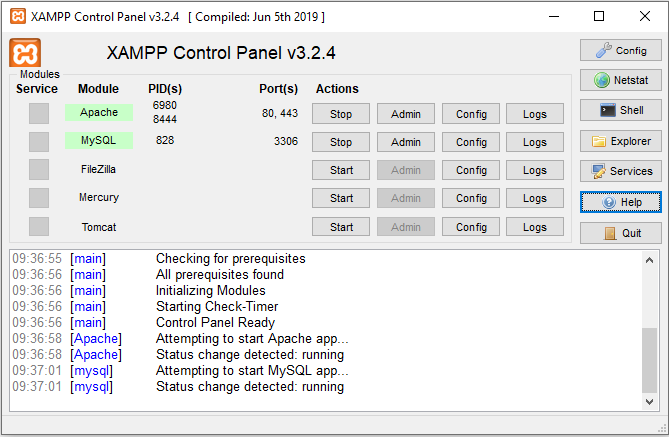 XAMPP Control Panel v3.2.4 [ Compiled: Jun 5th 2019 ]
XAMPP Control Panel v3.2.4
Modules
Service Module PID(s) Port(s) Actions
Apache 6980 8444 80, 443 Stop Admin Config Logs
MySQL 828 3306 Stop Admin Config Logs
FileZilla Start Admin Config Logs
Mercury Start Admin Config Logs
Tomcat Start Admin Config Logs
Config
Netstat
Shell
Explorer
Services
Help
Quit
09:36:55 [main] Checking for prerequisites
09:36:56 [main] All prerequisites found
09:36:56 [main] Initializing Modules
09:36:56 [main] Starting Check-Timer
09:36:56 [main] Control Panel Ready
09:36:58 [Apache] Attempting to start Apache app...
09:36:58 [Apache] Status change detected: running
09:37:01 [mysql] Attempting to start MySQL app...
09:37:01 [mysql] Status change detected: running